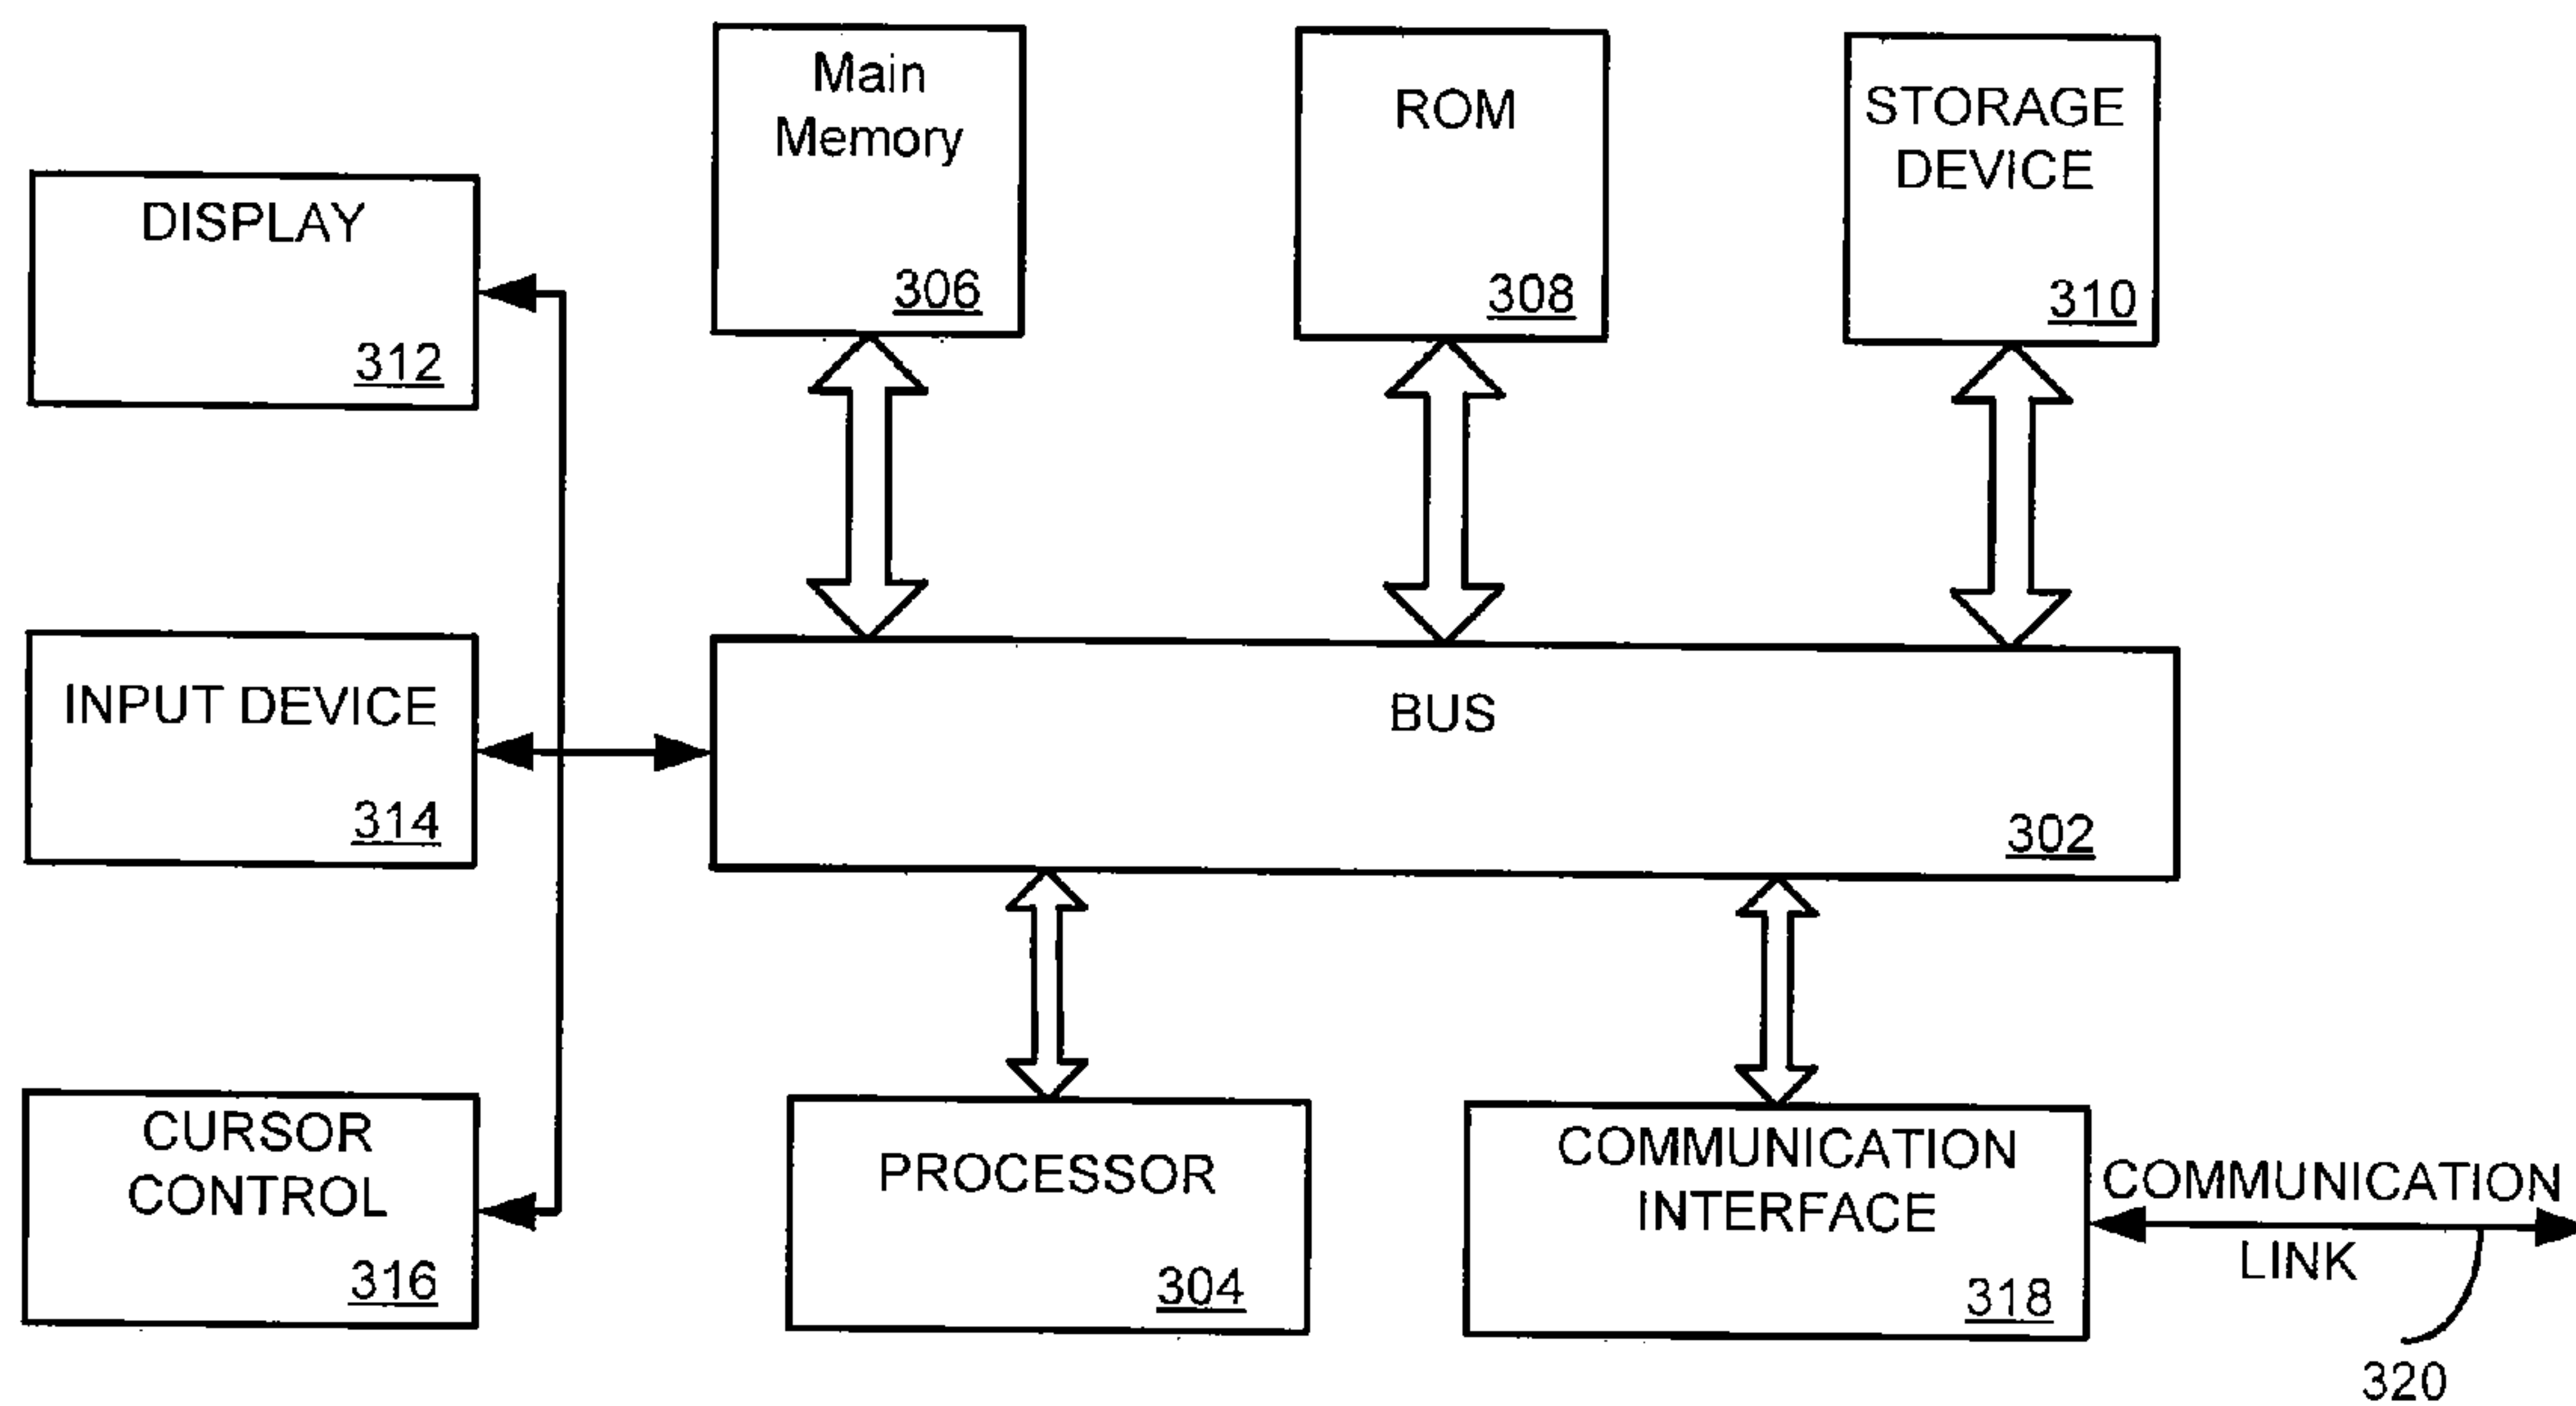 Main
Memory
306
ROM
308
STORAGE
DEVICE
310
DISPLAY
312
INPUT DEVICE
314
BUS
302
CURSOR
CONTROL
316
PROCESSOR
304
COMMUNICATION
INTERFACE
318
COMMUNICATION
LINK
320